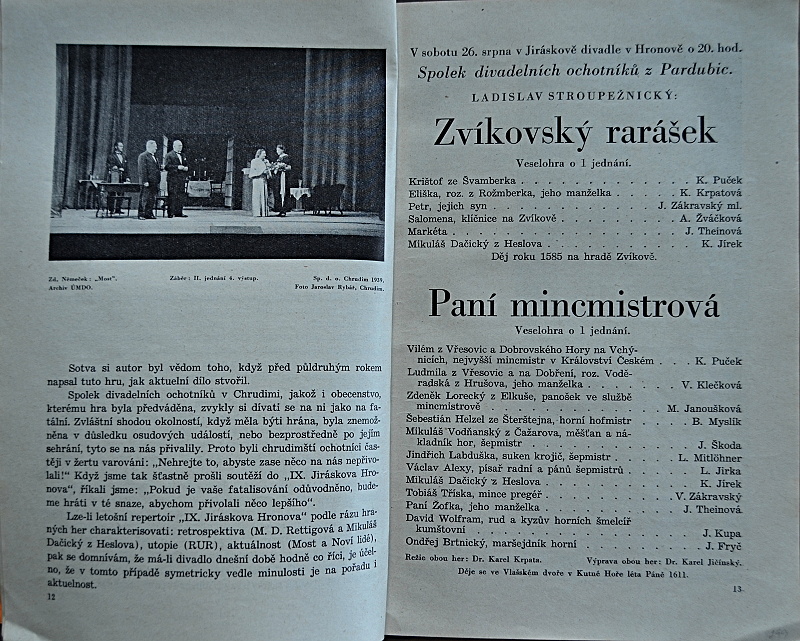 Zd. Němeček: „Most".
Záběr: II. jednání 4. výstup.
Sp. d. o. Chrudim 1939.
Archiv ÚMDO.
Foto Jaroslav Rybář, Chrudim.
Sotva si autor byl vědom toho, když před půldruhým rokem
napsal tuto hru, jak aktuelní dílo stvořil.
Spolek divadelních ochotníků v Chrudimi, jakož i obecenstvo,
kterému hra byla předváděna, zvykly si dívati se na ni jako na fa-
tální. Zvláštní shodou okolností, když měla býti hrána, byla znemož-
něna v důsledku osudových událostí, nebo bezprostředně po jejím
sehrání, tyto se na nás přivalily. Proto byli chrudimští ochotníci čas-
těji v žertu varováni: „Nehrejte to, abyste zase něco na nás nepřivo-
lali!" Když jsme tak šťastně prošli soutěží do „IX. Jiráskova Hro-
nova", říkali jsme: „Pokud je vaše fatalisování odůvodněno, bude-
me hráti v té snaze, abychom přivolali něco lepšího".
Lze-li letošní repertoir „IX. Jiráskova Hronova" podle rázu hra-
ných her charakterisovati: retrospektiva (M. D. Rettigová a Mikuláš
Dačický z Heslova), utopie (RUR), aktuálnost (Most a Noví lidé),
pak se domnívám, že má-li divadlo dnešní době hodně co říci, je účel-
no, že v tomto případě symetricky vedle minulosti je na pořadu i
aktuelnost.
12
V sobotu 26. srpna v Jiráskově divadle v Hronově o 20. hod.
Spolek divadelních ochotníků z Pardubic.
LADISLAV STROUPEŽNICKÝ:
Zvíkovský rarášek
Veselohra o 1 jednání.
Krištof ze Švamberka . . . . . . . . . . . K. Puček
Eliška, roz. z Rožmberka, jeho manželka . . . . . K. Krpatová
Petr, jejich syn . . . . . . . . . . . J. Zákravský ml.
Salomena, klíčnice na Zvíkově . . . . . . . . A. Žváčková
Markéta . . . . . . . . . . . . . J. Theinová
Mikuláš Dačický z Heslova . . . . . . . . . K. Jírek
Děj roku 1585 na hradě Zvíkově.
Paní mincmistrová
Veselohra o 1 jednání.
Vilém z Vřesovic a Dobrovského Hory na Vchý-
nicích, nejvyšší mincmistr v Království Českém . . . K. Puček
Ludmila z Vřesovic a na Dobření, roz. Vodě-
radská z Hrušova, jeho manželka . . . . . . V. Klečková
Zdeněk Lorecký z Elkuše, panošek ve službě
mincmistrově . . . . . . . . . . . M. Janoušková
Šebestián Helzel ze Šterštejna, horní hofmistr . . . . B. Myslík
Mikuláš Vodňanský z Čažarova, měšťan a ná-
kladník hor, šepmistr . . . . . . . . . J. Škoda
Jindřich Labduška, suken krojič, šepmistr . . . . L. Mitlöhner
Václav Alexy, písař radní a pánů šepmistrů . . . . . L. Jirka
Mikuláš Dačický z Heslova . . . . . . . . . K. Jírek
Tobiáš Tříska, mince pregéř . . . . . . . . V. Zákravský
Paní Žofka, jeho manželka . . . . . . . . J. Theinová
David Wolfram, rud a kyzův horních šmelcíř
kumštovní . . . . . . . . . . . . J. Kupa
Ondřej Brtnický, maršejdník horní . . . . . . . J. Fryč
Režie obou her: Dr. Karel Krpata. Výprava obou her: Dr. Karel Jičínský.
Děje se ve Vlašském dvoře v Kutné Hoře léta Páně 1611.
13